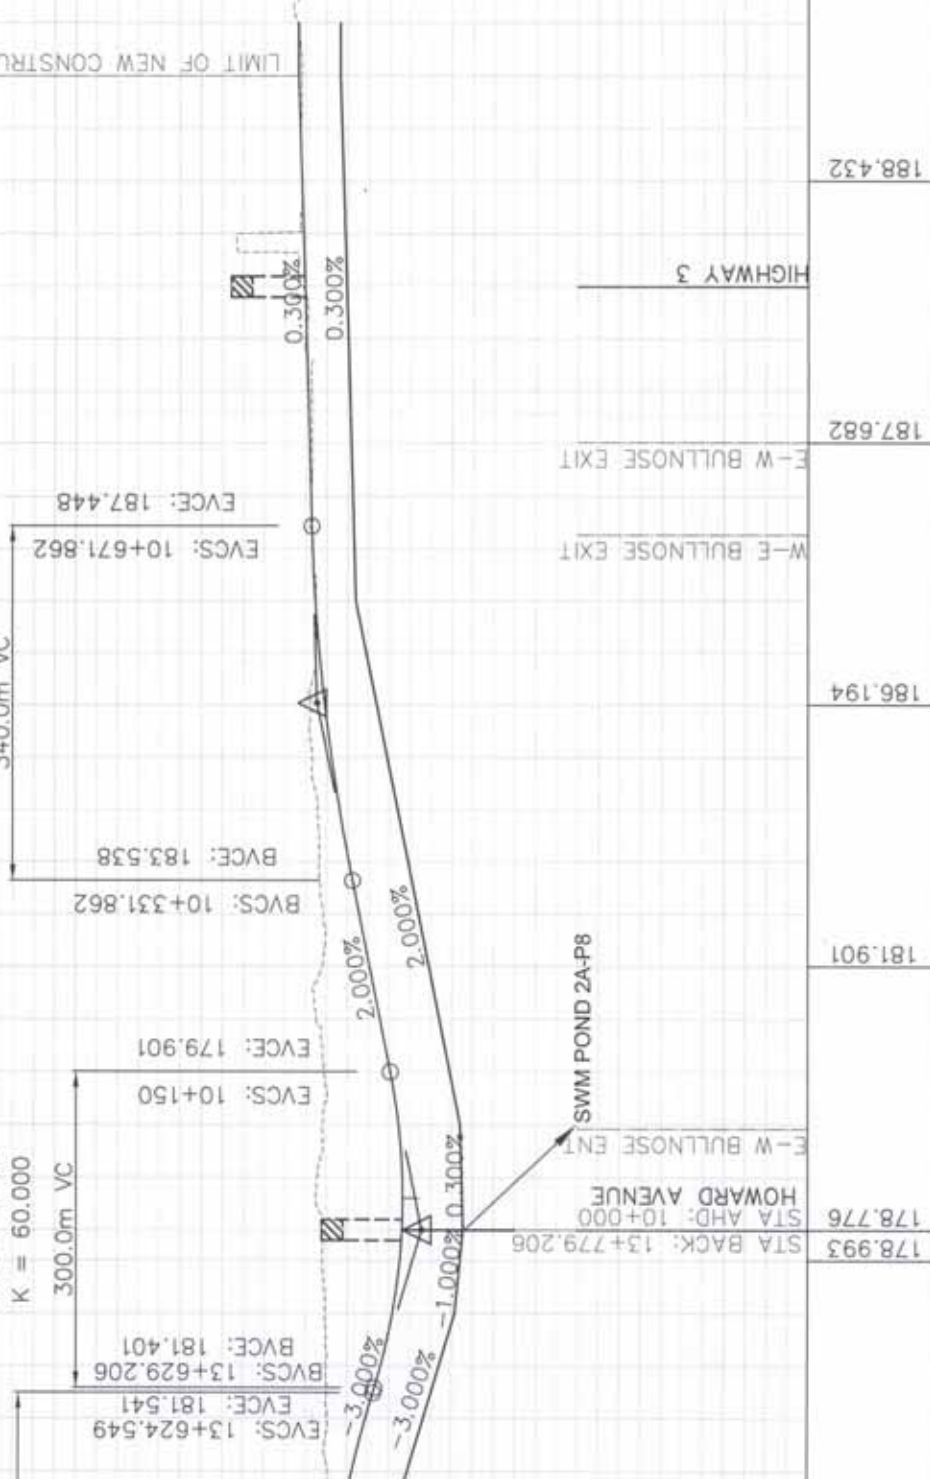 LIMIT OF NEW CONSTRU
188.432
HIGHWAY 3
0.300%
0.300%
187.682
E-W BULLNOSE EXIT
EVCE: 187.448
EVCS: 10+671.862
W-E BULLNOSE EXIT
340.0m VC
186.194
BVCE: 183.538
BVCS: 10+331.862
2.000%
2.000%
181.901
SWM POND 2A-P8
EVCE: 179.901
EVCS: 10+150
E-W BULLNOSE ENT
K = 60.000
300.0m VC
0.300%
-1.000%
HOWARD AVENUE
STA AHD: 10+000
STA BACK: 13+779.206
178.776
178.993
BVCE: 181.401
BVCS: 13+629.206
EVCE: 181.541
EVCS: 13+624.549
-3.000%
-3.000%